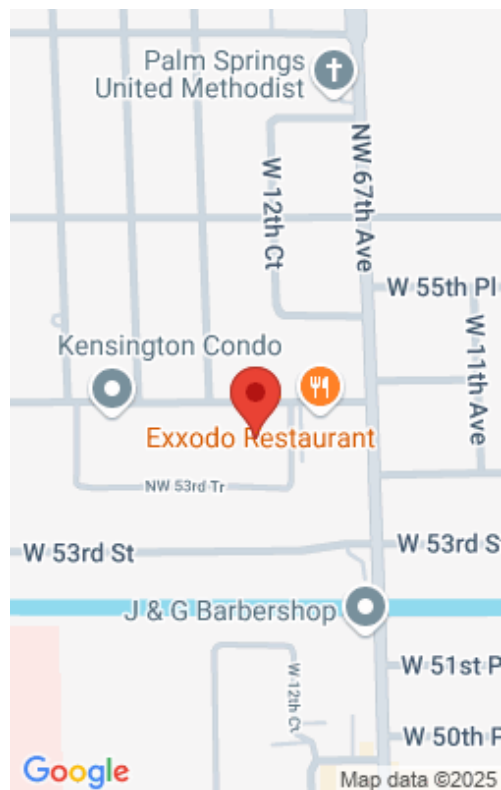 Palm Springs
United Methodist
W 12th Ct
NW 67th Ave
W 55th Pl
W 11th Ave
Kensington Condo
Exxodo Restaurant
NW 53rd Tr
W 53rd St
W 53rd S
J & G Barbershop
W 51st P
W 12th Ct
W 50th P
Google
Map data ©2025